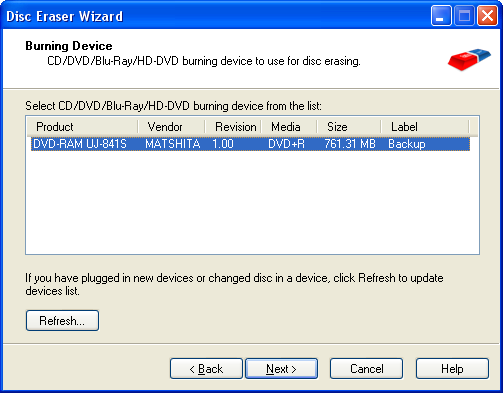 Disc Eraser Wizard
Burning Device
CD/DVD/Blu-Ray/HD-DVD burning device to use for disc erasing.
Select CD/DVD/Blu-Ray/HD-DVD burning device from the list:
Product Vendor Revision Media Size Label
DVD-RAM UJ-841S MATSHITA 1.00 DVD+R 761.31 MB Backup
If you have plugged in new devices or changed disc in a device, click Refresh to update
devices list.
Refresh...
< Back Next > Cancel Help